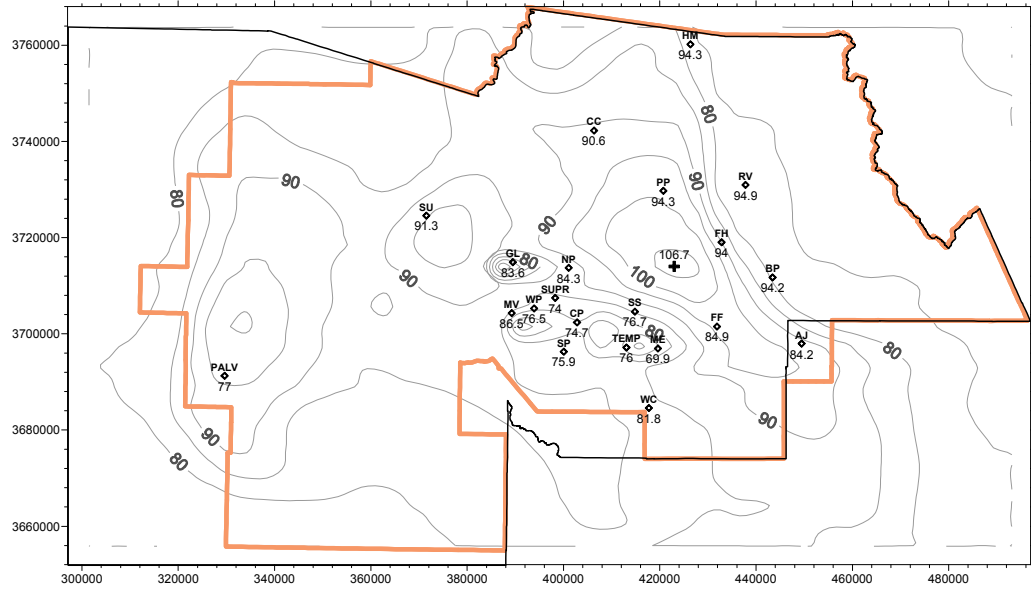 3760000
3740000
3720000
3700000
3680000
3660000
300000
320000
340000
360000
380000
400000
420000
440000
460000
480000
HM
94.3
80
CC
90.6
90
RV
94.9
PP
94.3
90
80
SU
91.3
90
FH
94
GL
83.6
80
NP
84.3
106.7
100
BP
94.2
90
SUPR
74
MV
86.5
WP
76.5
CP
74.7
SS
76.7
80
FF
84.9
AJ
84.2
80
SP
75.9
TEMP
76
ME
69.9
PALV
77
WC
81.8
90
90
80